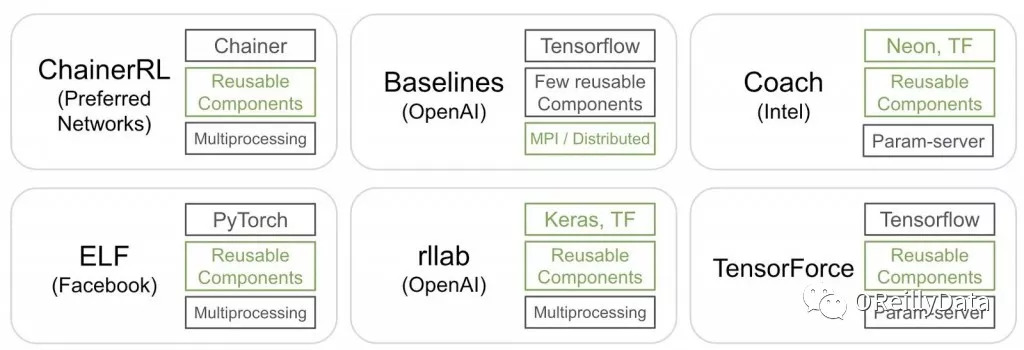 ChainerRL
(Preferred
Networks)
Chainer
Reusable
Components
Multiprocessing
Baselines
(OpenAI)
Tensorflow
Few reusable
Components
MPI / Distributed
Coach
(Intel)
Neon, TF
Reusable
Components
Param-server
ELF
(Facebook)
PyTorch
Reusable
Components
Multiprocessing
rllab
(OpenAI)
Keras, TF
Reusable
Components
Multiprocessing
TensorForce
Tensorflow
Reusable
Components
Param-server
OReillyData